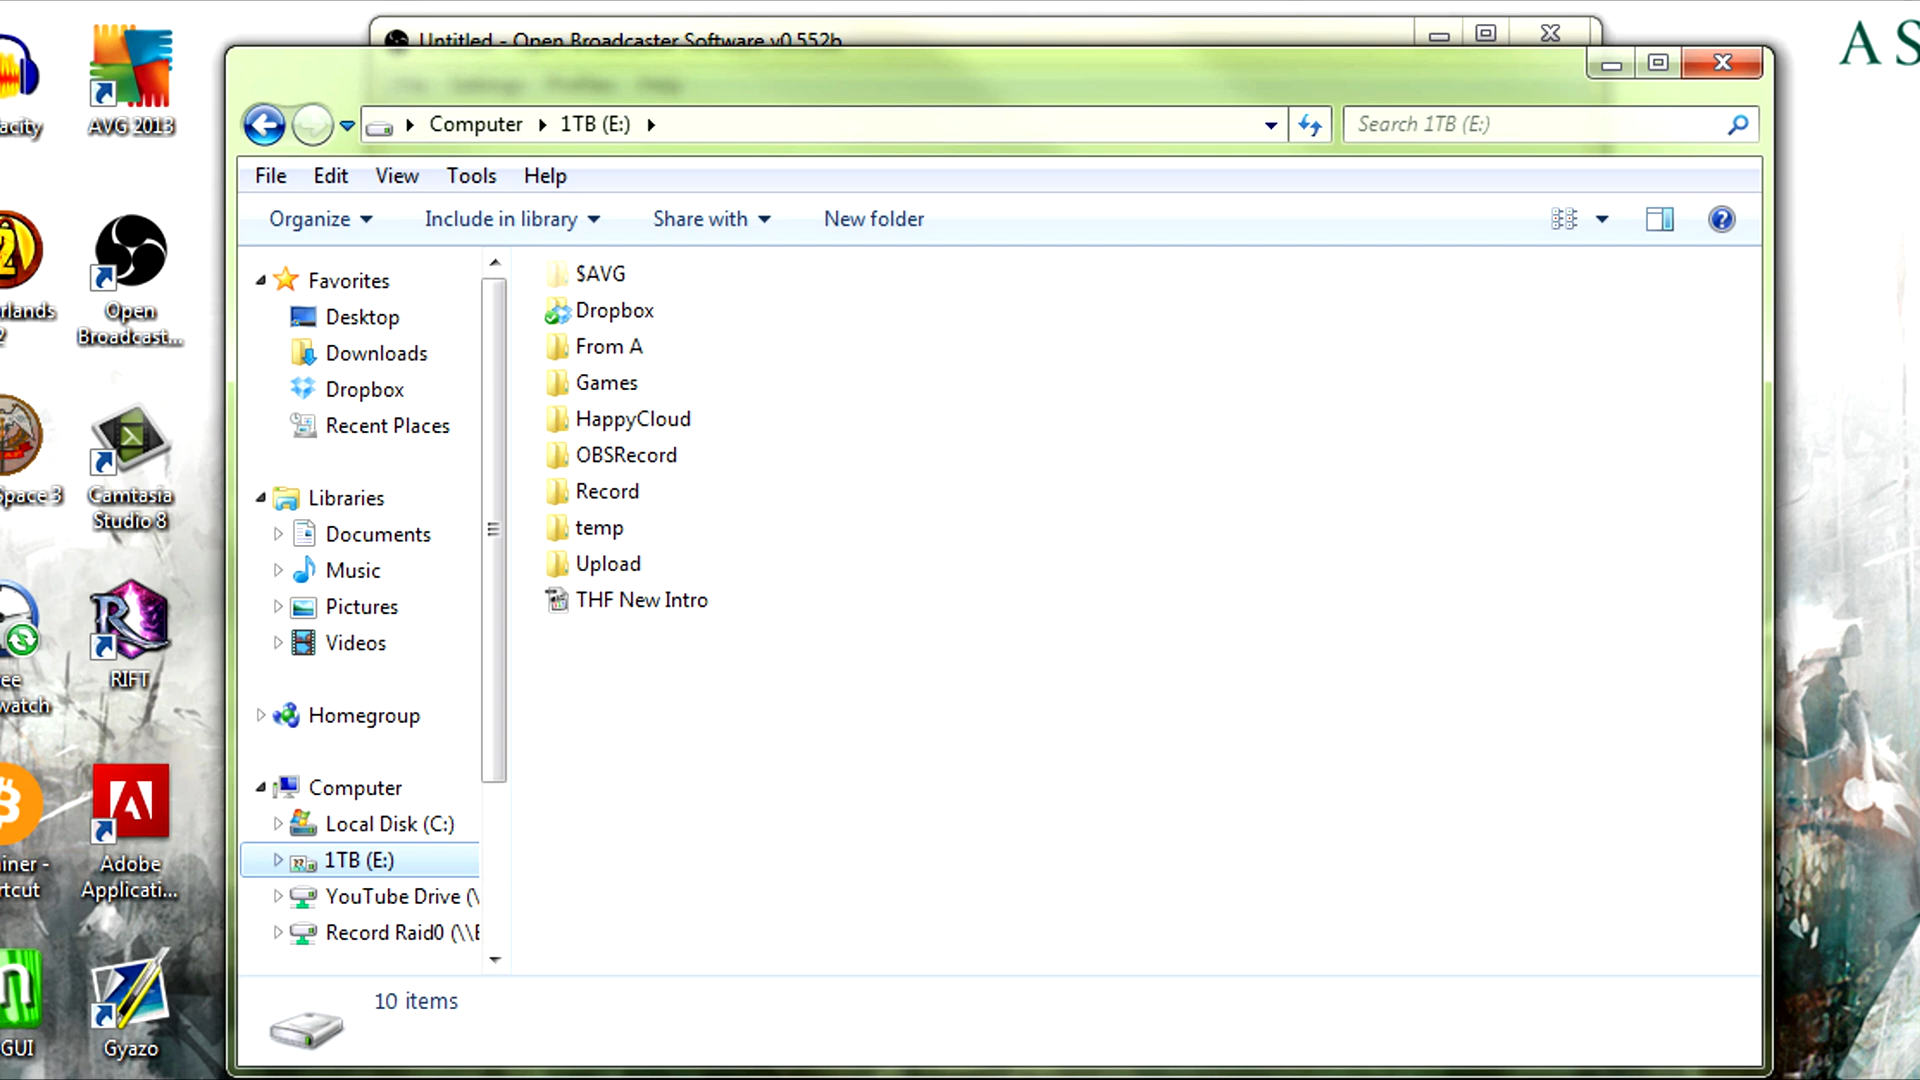 Untitled - Open Broadcaster Software v0.552b
A S
Computer 1TB (E:)
Search 1TB (E:)
File Edit View Tools Help
Organize Include in library Share with New folder
Favorites
Desktop
Downloads
Dropbox
Recent Places
Libraries
Documents
Music
Pictures
Videos
Homegroup
Computer
Local Disk (C:)
1TB (E:)
YouTube Drive (\
Record Raid0 (\\E
$AVG
Dropbox
From A
Games
HappyCloud
OBSRecord
Record
temp
Upload
THF New Intro
10 items
acity
AVG 2013
rlands
2
Open
Broadcast...
Space 3
Camtasia
Studio 8
ee
watch
RIFT
iner -
rtcut
Adobe
Applicati...
GUI
Gyazo